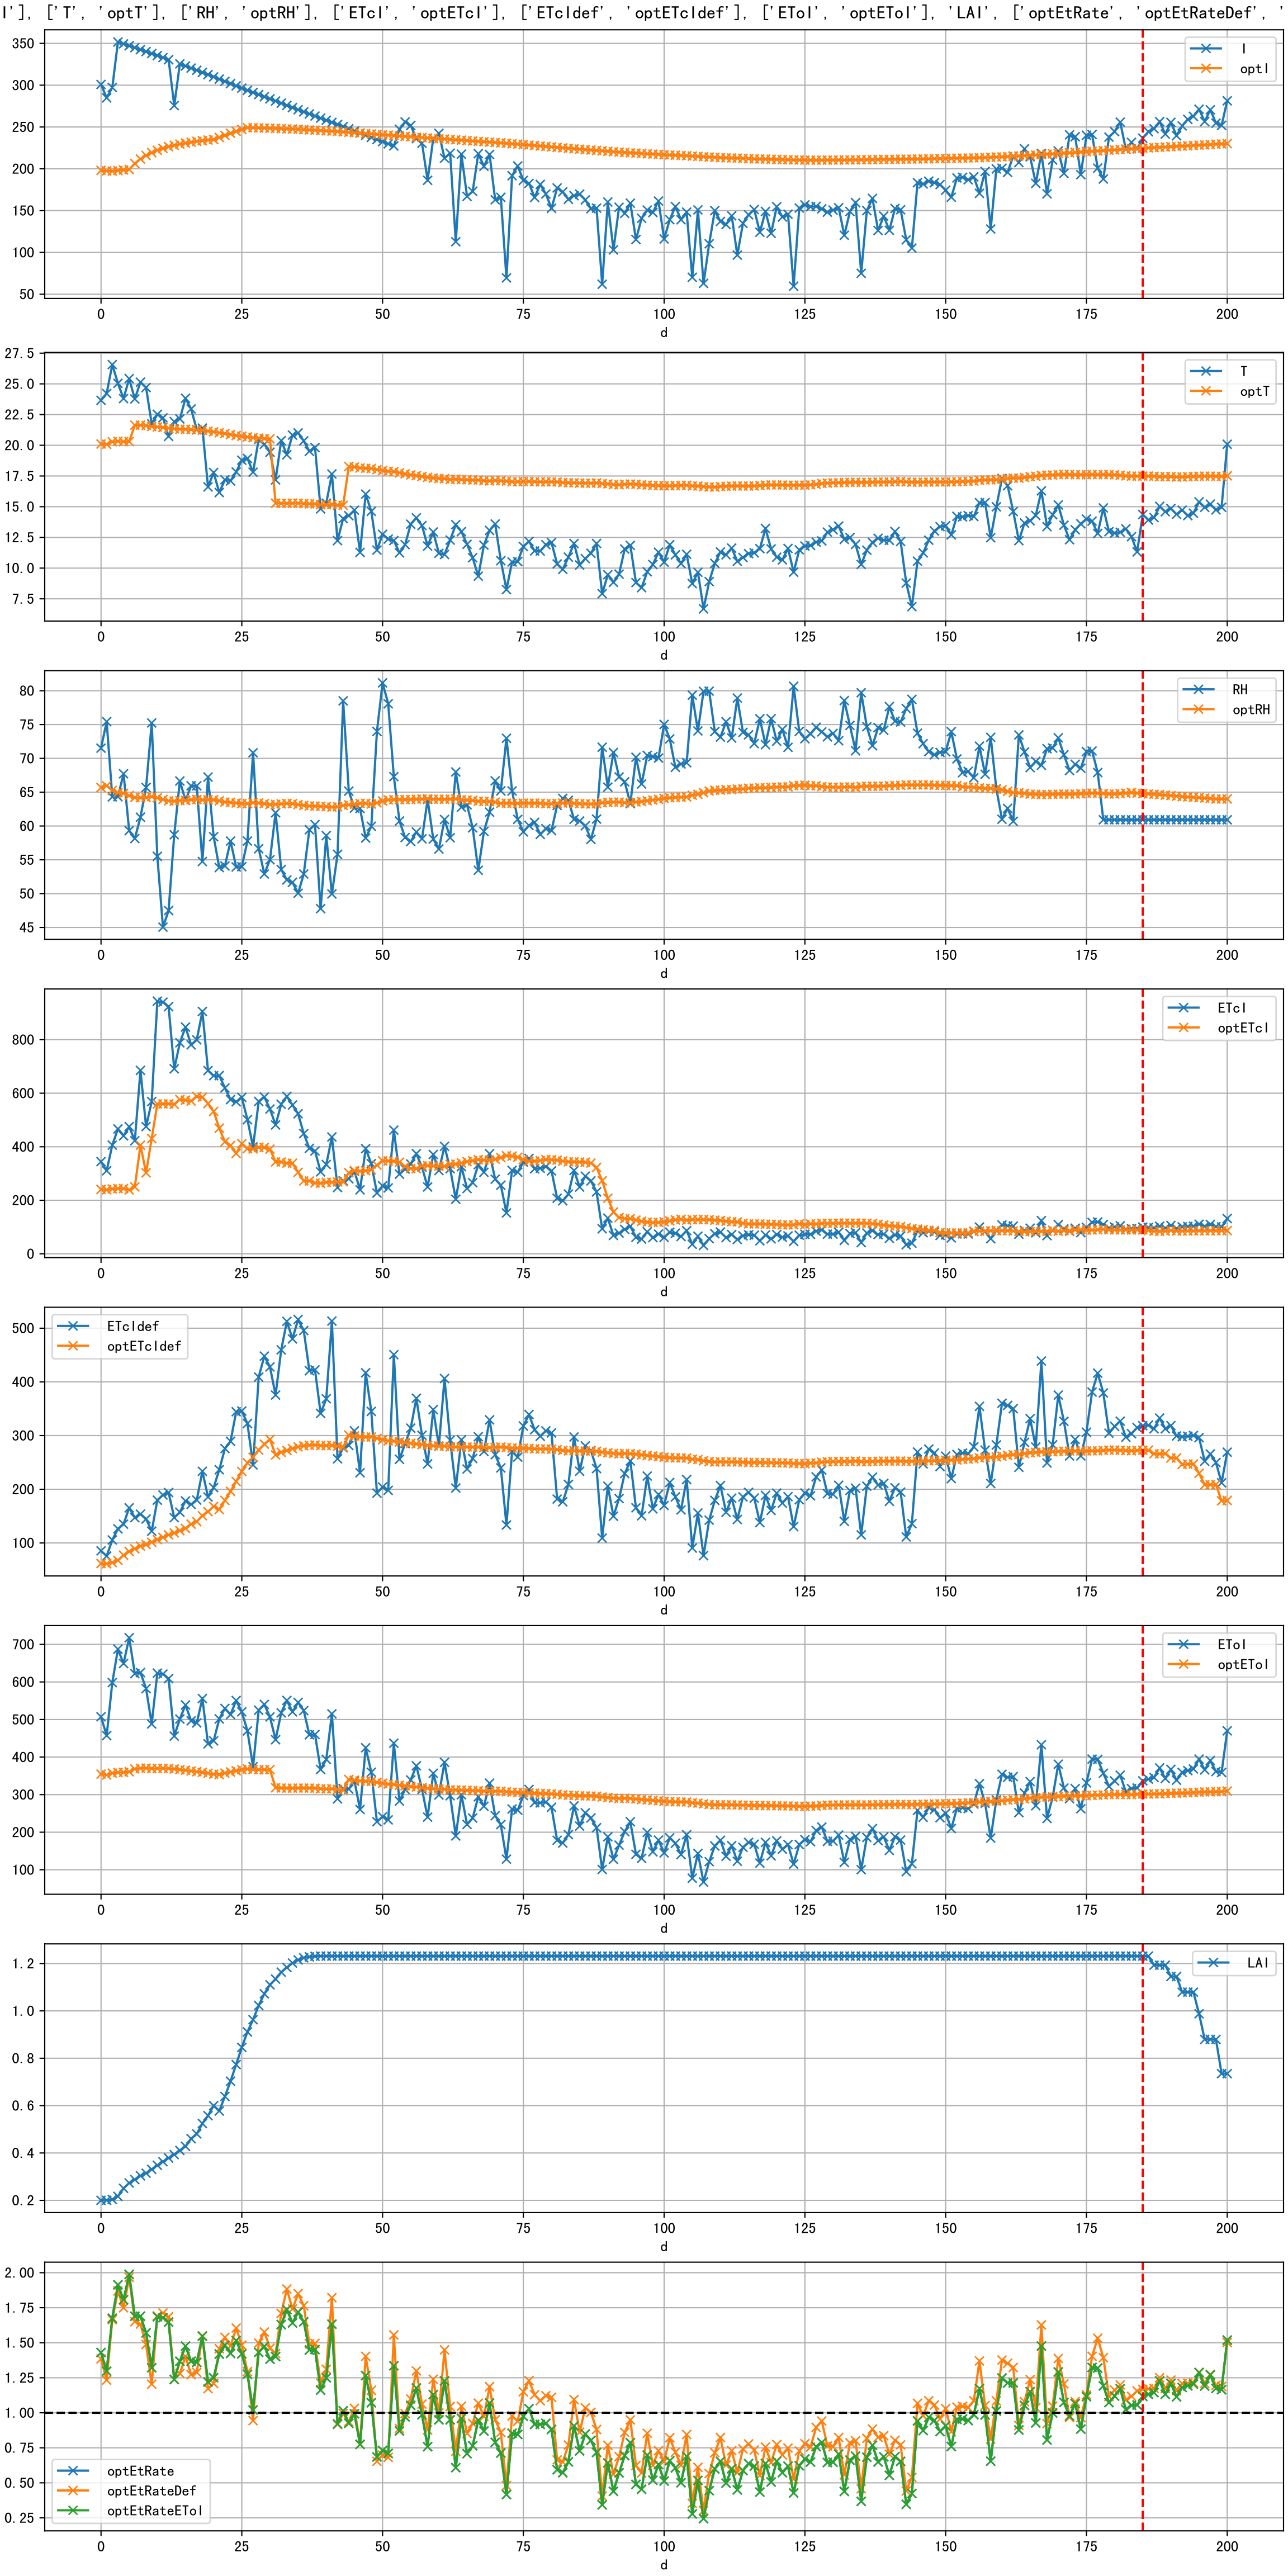 I'], ['T', 'optT'], ['RH', 'optRH'], ['ETcI', 'optETcI'], ['ETcIdef', 'optETcIdef'], ['EToI', 'optEToI'], 'LAI', ['optEtRate', 'optEtRateDef', '
350
300
250
200
150
100
50
I
optI
0 25 50 75 100 125 150 175 200
d
27.5
25.0
22.5
20.0
17.5
15.0
12.5
10.0
7.5
T
optT
0 25 50 75 100 125 150 175 200
d
80
75
70
65
60
55
50
45
RH
optRH
0 25 50 75 100 125 150 175 200
d
800
600
400
200
0
ETcI
optETcI
0 25 50 75 100 125 150 175 200
d
500
400
300
200
100
ETcIdef
optETcIdef
0 25 50 75 100 125 150 175 200
d
700
600
500
400
300
200
100
EToI
optEToI
0 25 50 75 100 125 150 175 200
d
1.2
1.0
0.8
0.6
0.4
0.2
LAI
0 25 50 75 100 125 150 175 200
d
2.00
1.75
1.50
1.25
1.00
0.75
0.50
0.25
optEtRate
optEtRateDef
optEtRateEToI
0 25 50 75 100 125 150 175 200
d